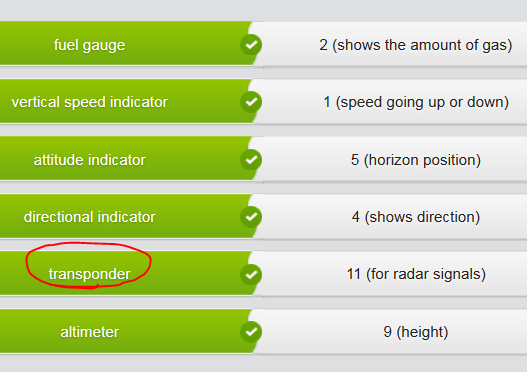 fuel gauge 2 (shows the amount of gas)
vertical speed indicator 1 (speed going up or down)
attitude indicator 5 (horizon position)
directional indicator 4 (shows direction)
transponder 11 (for radar signals)
altimeter 9 (height)